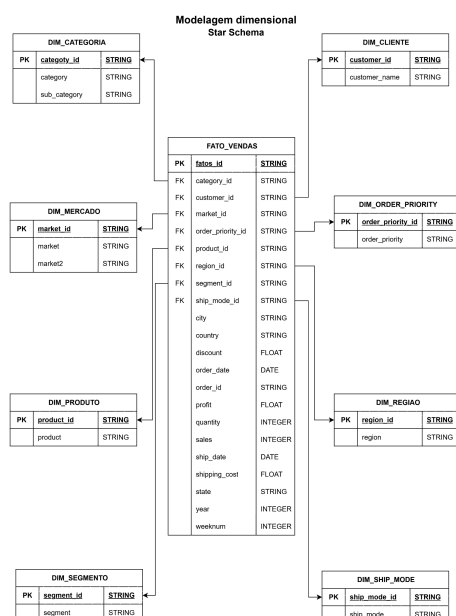 Modelagem dimensional
Star Schema
DIM_CATEGORIA
PK categoty_id STRING
category STRING
sub_category STRING
DIM_CLIENTE
PK customer_id STRING
customer_name STRING
FATO_VENDAS
PK fatos_id STRING
FK category_id STRING
FK customer_id STRING
FK market_id STRING
FK order_priority_id STRING
FK product_id STRING
FK region_id STRING
FK segment_id STRING
FK ship_mode_id STRING
city STRING
country STRING
discount FLOAT
order_date DATE
order_id STRING
profit FLOAT
quantity INTEGER
sales INTEGER
ship_date DATE
shipping_cost FLOAT
state STRING
year INTEGER
weeknum INTEGER
DIM_MERCADO
PK market_id STRING
market STRING
market2 STRING
DIM_ORDER_PRIORITY
PK order_priority_id STRING
order_priority STRING
DIM_PRODUTO
PK product_id STRING
product STRING
DIM_REGIAO
PK region_id STRING
region STRING
DIM_SEGMENTO
PK segment_id STRING
segment STRING
DIM_SHIP_MODE
PK ship_mode_id STRING
ship_mode STRING